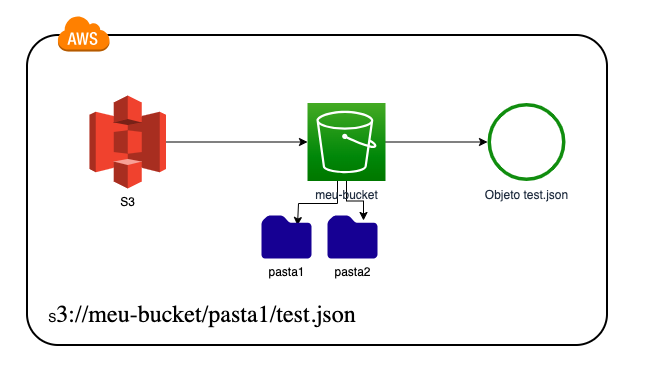 AWS
S3
meu-bucket
Objeto test.json
pasta1
pasta2
s3://meu-bucket/pasta1/test.json